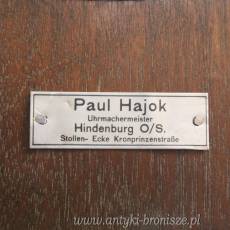 Paul Hajok
Uhrmachermeister
Hindenburg O/S.
Stollen- Ecke Kronprinzenstraße
www.antyki-bronisze.pl